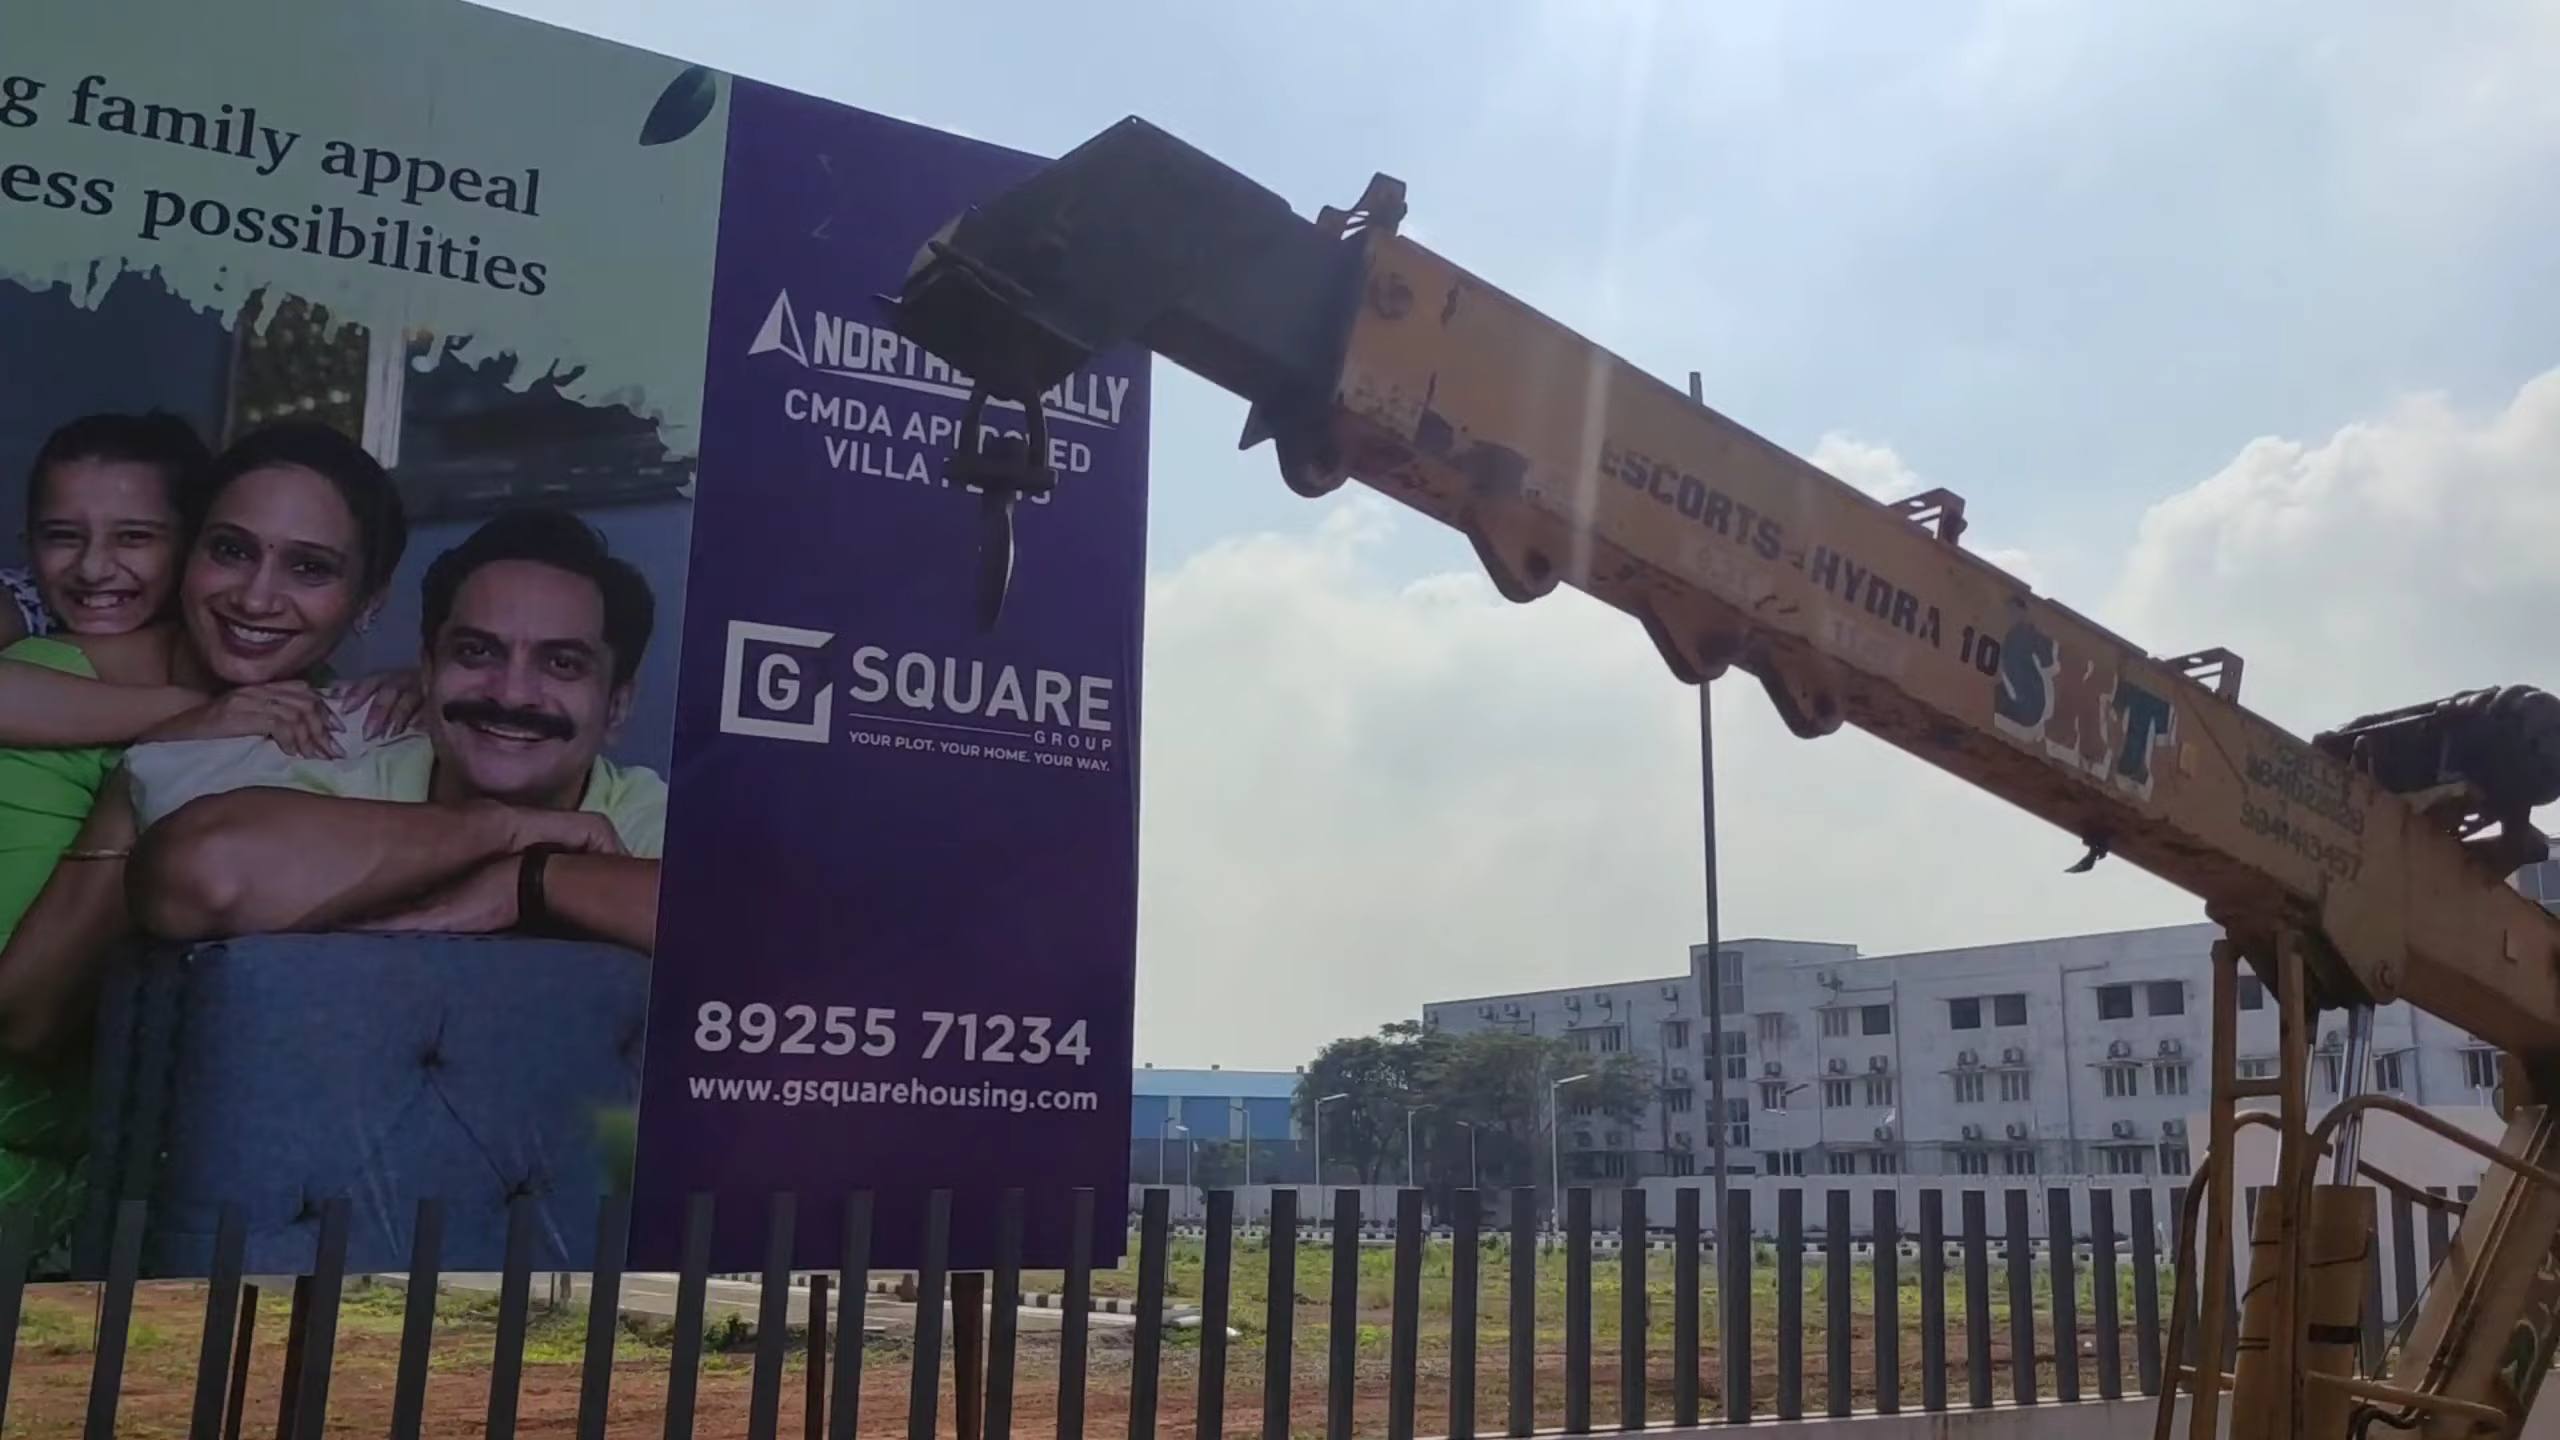 g family appeal
ess possibilities
CMDA
VILLA
G SQUARE
GROUP
YOUR PLOT. YOUR HOME. YOUR WAY.
89255 71234
www.gsquarehousing.com
ESCORTS HYDRA 10
9941413457